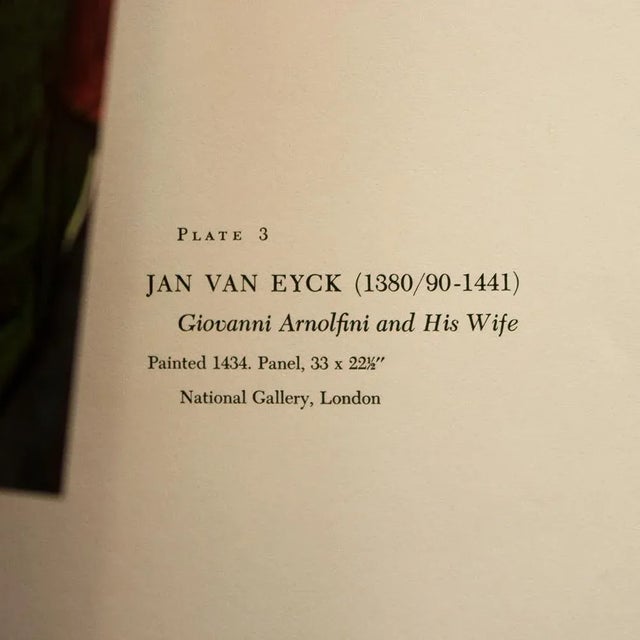 PLATE 3
JAN VAN EYCK (1380/90-1441)
Giovanni Arnolfini and His Wife
Painted 1434. Panel, 33 x 22½″
National Gallery, London